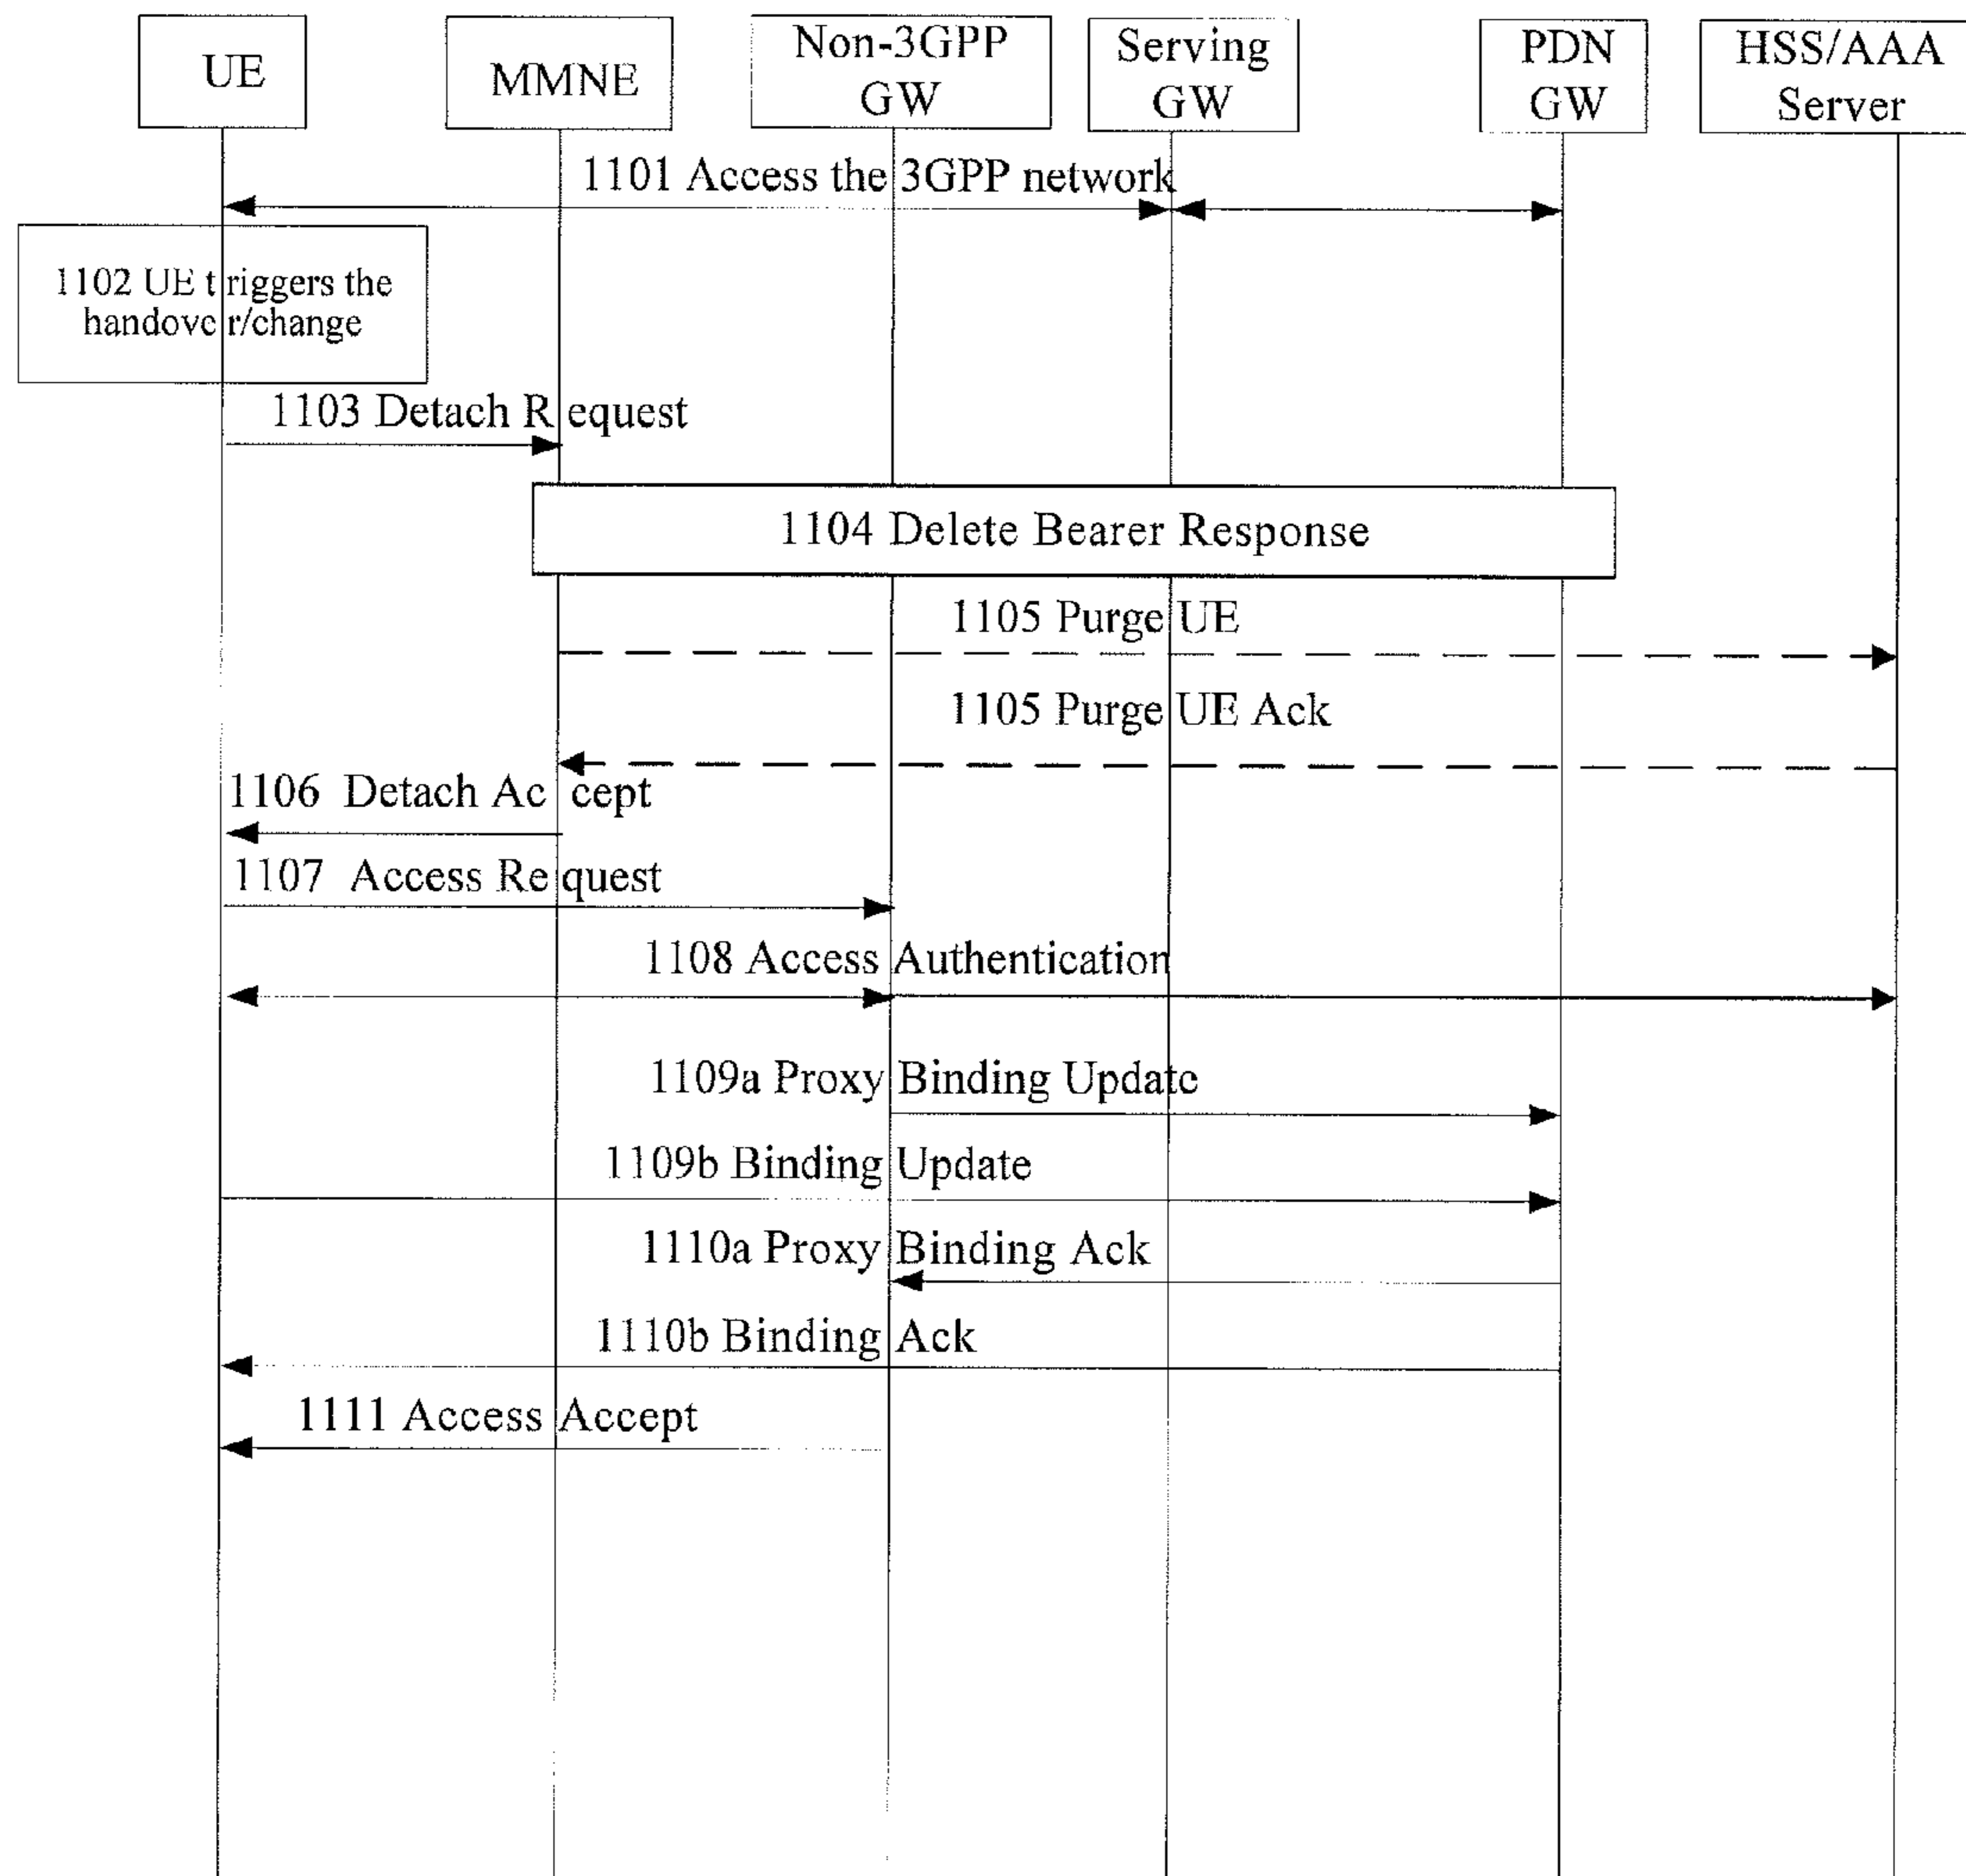 UE
MMNE
Non-3GPP
GW
Serving
GW
PDN
GW
HSS/AAA
Server
1101 Access the 3GPP network
1102 UE triggers the
handover/change
1103 Detach Request
1104 Delete Bearer Response
1105 Purge UE
1105 Purge UE Ack
1106 Detach Accept
1107 Access Request
1108 Access Authentication
1109a Proxy Binding Update
1109b Binding Update
1110a Proxy Binding Ack
1110b Binding Ack
1111 Access Accept